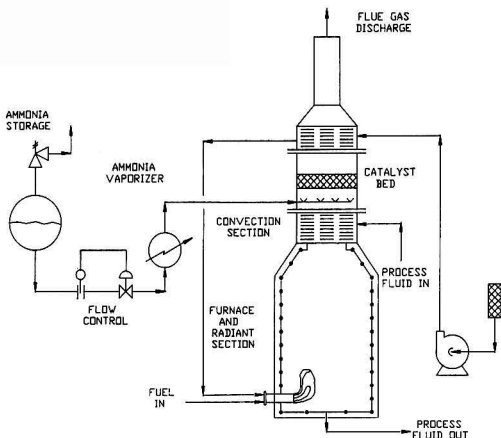 FLUE GAS
DISCHARGE
AMMONIA
STORAGE
AMMONIA
VAPORIZER
CATALYST
BED
CONVECTION
SECTION
PROCESS
FLUID IN
FLOW
CONTROL
FURNACE
AND
RADIANT
SECTION
FUEL
IN
PROCESS
FLUID OUT